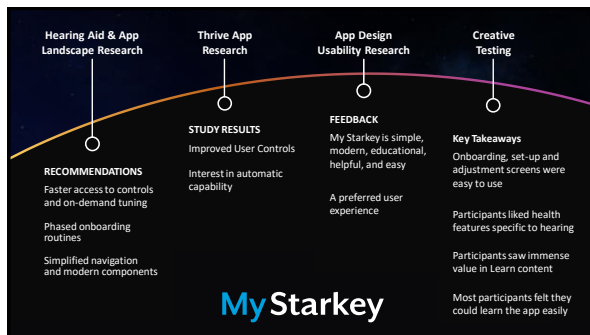 Hearing Aid & App
Landscape Research
Thrive App
Research
App Design
Usability Research
Creative
Testing
RECOMMENDATIONS
Faster access to controls
and on-demand tuning
Phased onboarding
routines
Simplified navigation
and modern components
STUDY RESULTS
Improved User Controls
Interest in automatic
capability
FEEDBACK
My Starkey is simple,
modern, educational,
helpful, and easy
A preferred user
experience
Key Takeaways
Onboarding, set-up and
adjustment screens were
easy to use
Participants liked health
features specific to hearing
Participants saw immense
value in Learn content
Most participants felt they
could learn the app easily
My Starkey